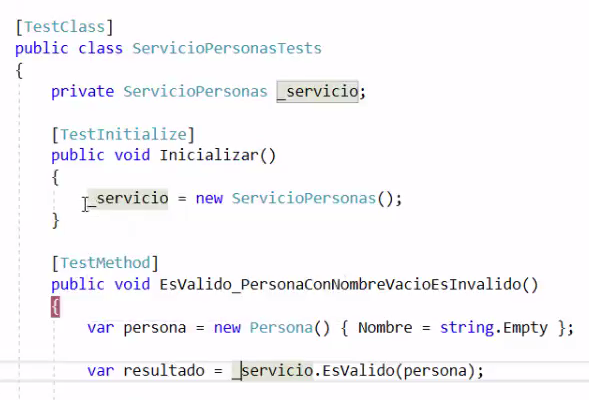 [TestClass]
public class ServicioPersonasTests
{
private ServicioPersonas _servicio;
[TestInitialize]
public void Inicializar()
{
_servicio = new ServicioPersonas();
}
[TestMethod]
public void EsValido_PersonaConNombreVacioEsInvalido()
{
var persona = new Persona() { Nombre = string.Empty };
var resultado = _servicio.EsValido(persona);